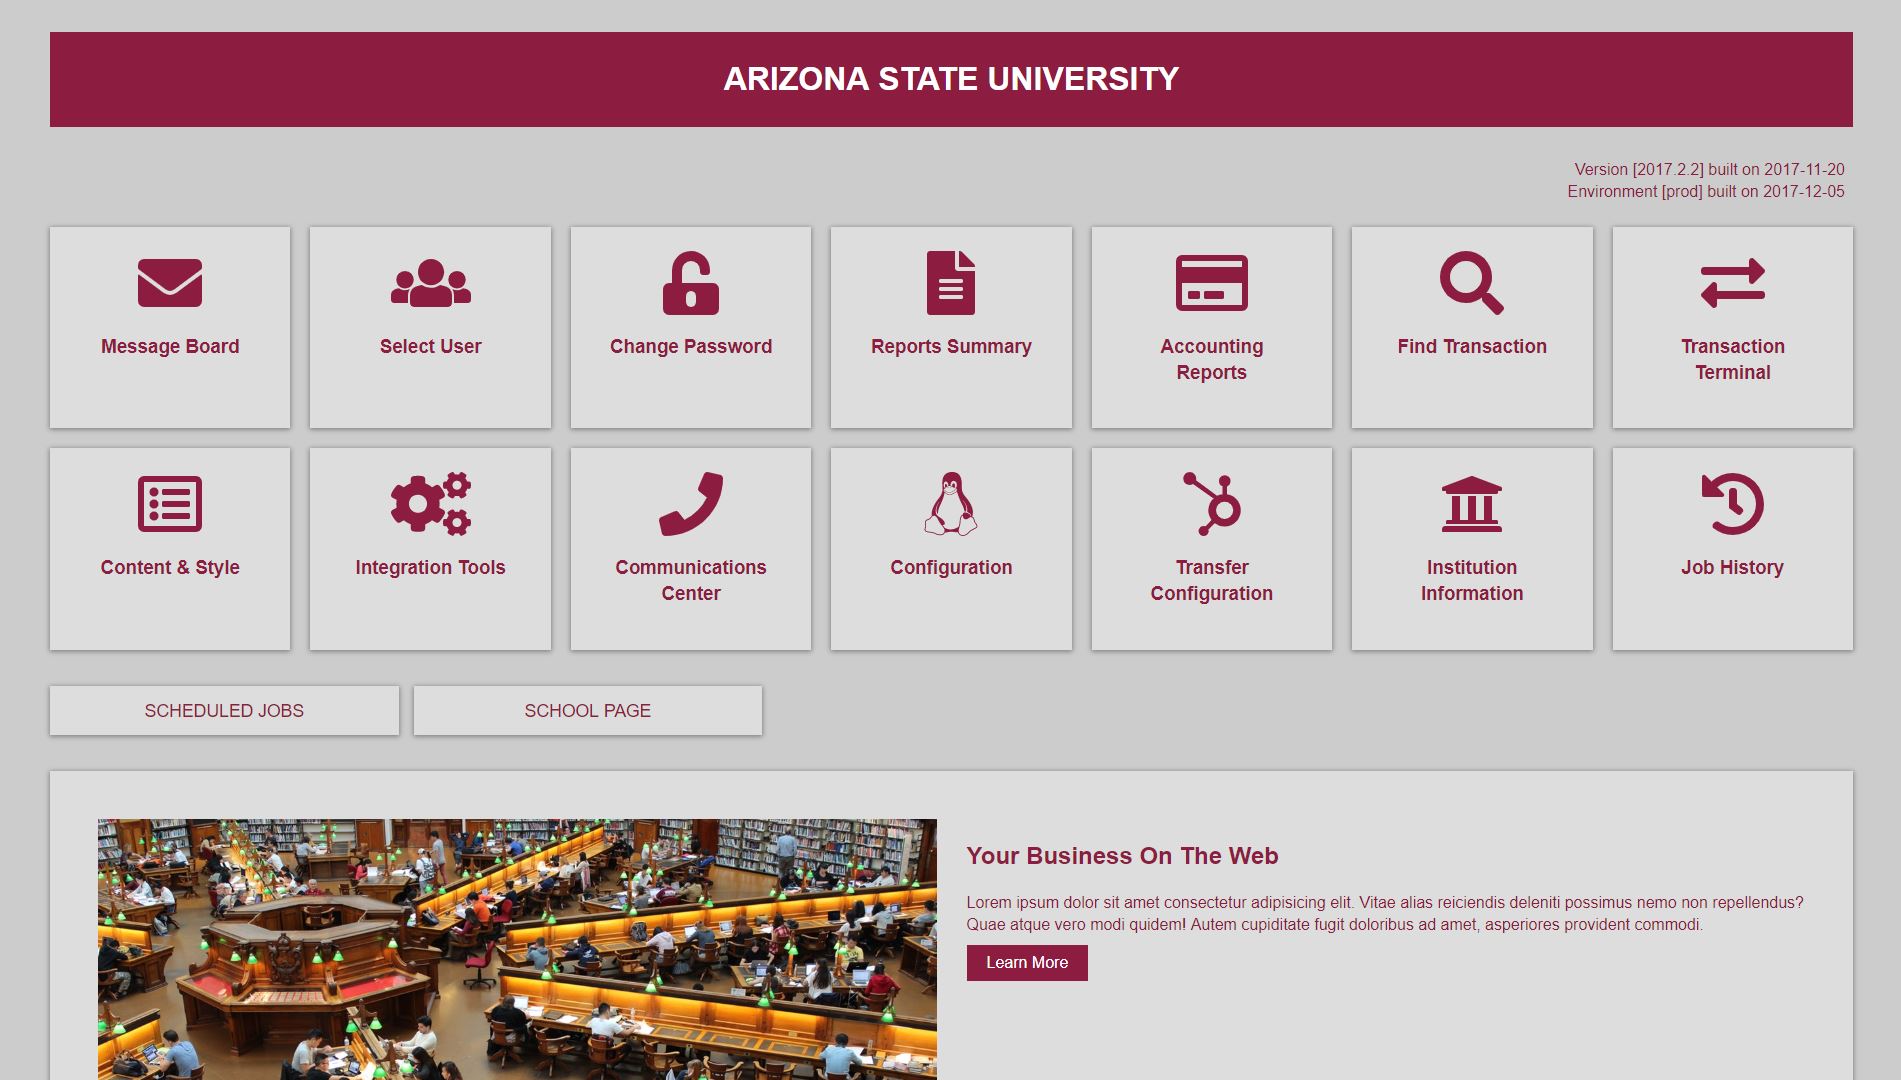 ARIZONA STATE UNIVERSITY
Version [2017.2.2] built on 2017-11-20
Environment [prod] built on 2017-12-05
Message Board
Select User
Change Password
Reports Summary
Accounting
Reports
Find Transaction
Transaction
Terminal
Content & Style
Integration Tools
Communications
Center
Configuration
Transfer
Configuration
Institution
Information
Job History
SCHEDULED JOBS
SCHOOL PAGE
Your Business On The Web
Lorem ipsum dolor sit amet consectetur adipisicing elit. Vitae alias reiciendis deleniti possimus nemo non repellendus?
Quae atque vero modi quidem! Autem cupiditate fugit doloribus ad amet, asperiores provident commodi.
Learn More